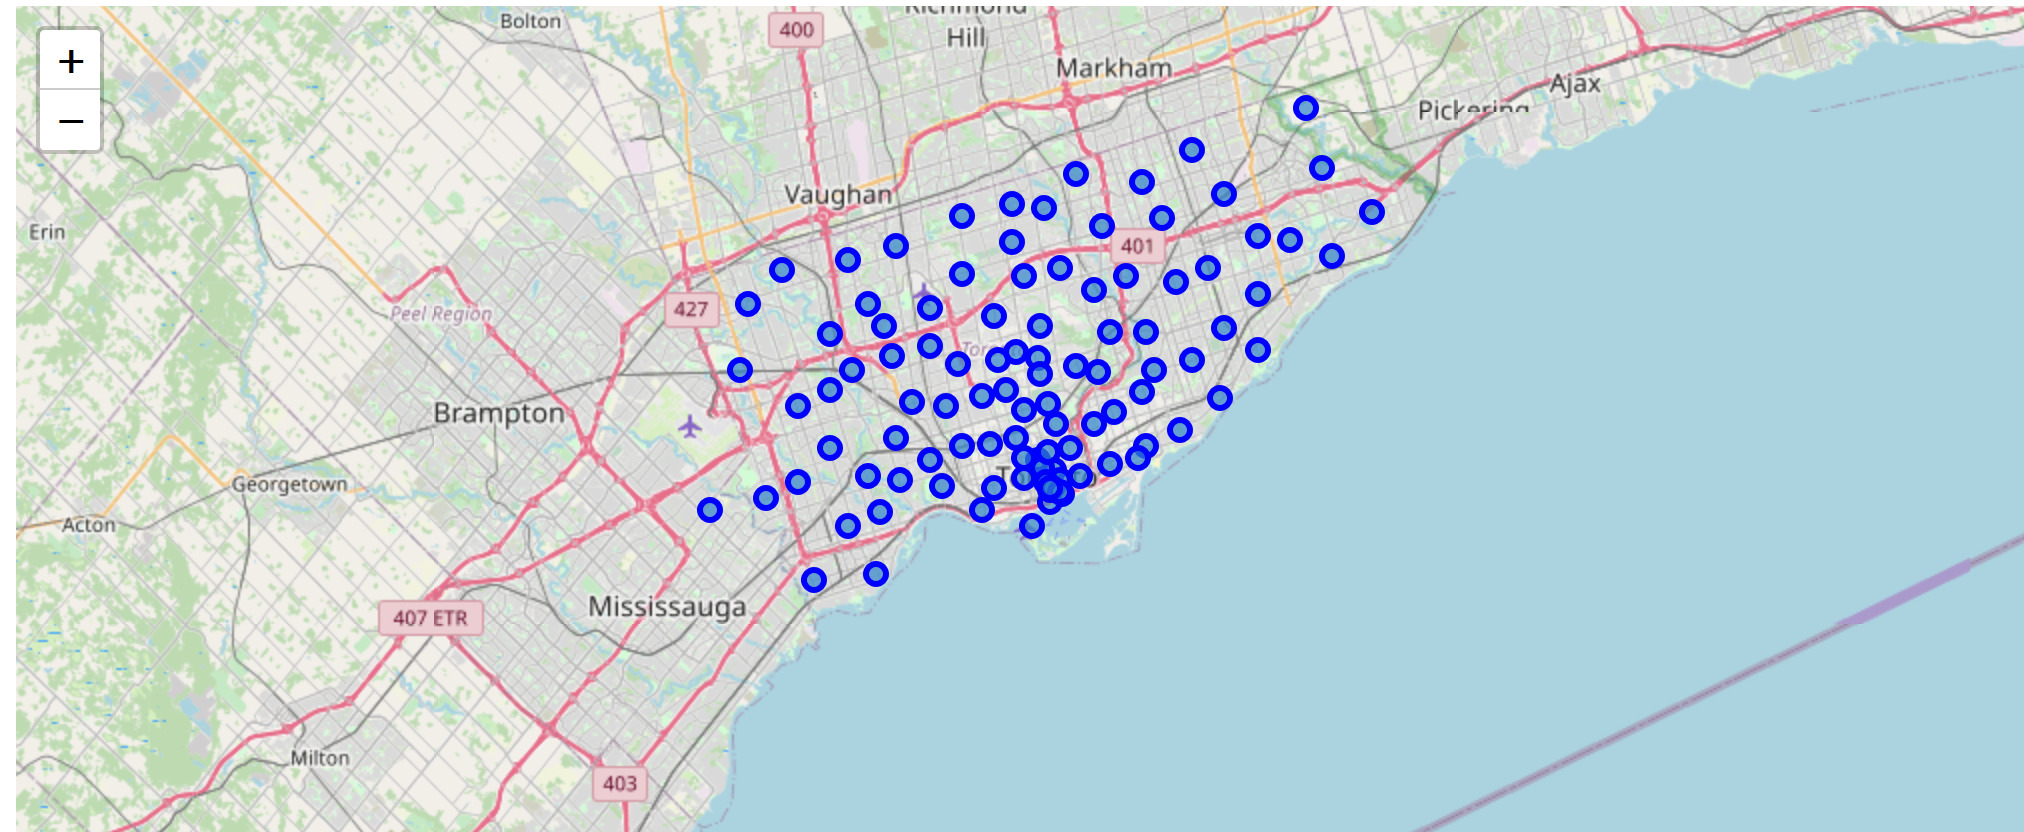 Bolton
400
Hill
Markham
Ajax
Pickering
Vaughan
Erin
401
427
Peel Region
Brampton
Georgetown
Acton
Mississauga
407 ETR
Milton
403
+
−